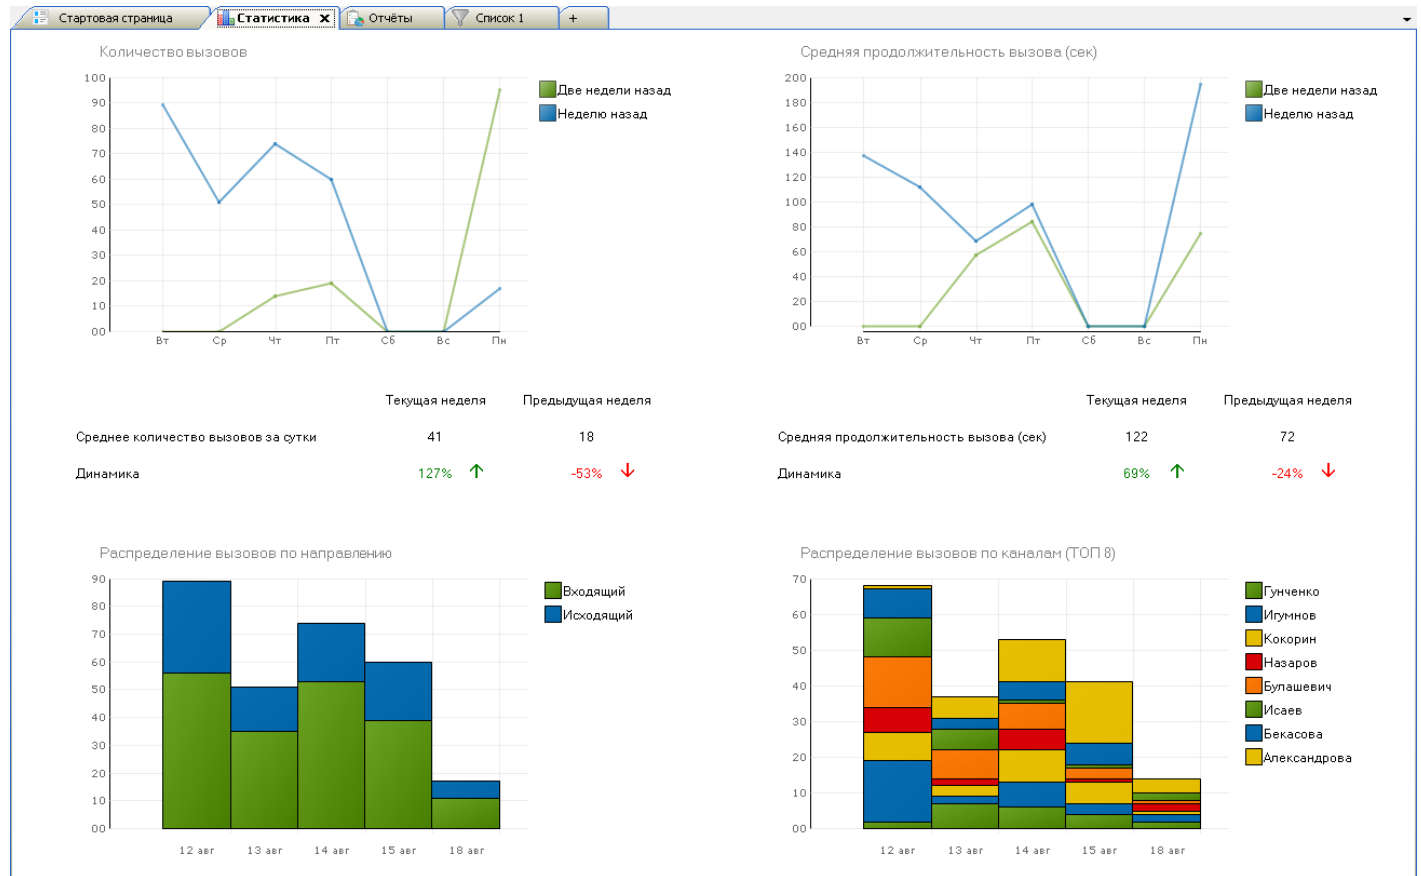 Стартовая страница
Статистика x
Отчёты
Список 1
+
Количество вызовов
100
90
80
70
60
50
40
30
20
10
00
Вт Ср Чт Пт Сб Вс Пн
Две недели назад
Неделю назад
Средняя продолжительность вызова (сек)
200
180
160
140
120
100
80
60
40
20
00
Вт Ср Чт Пт Сб Вс Пн
Две недели назад
Неделю назад
Текущая неделя Предыдущая неделя
Среднее количество вызовов за сутки 41 18
Динамика 127% ↑ -53% ↓
Текущая неделя Предыдущая неделя
Средняя продолжительность вызова (сек) 122 72
Динамика 69% ↑ -24% ↓
Распределение вызовов по направлению
90
80
70
60
50
40
30
20
10
00
12 авг 13 авг 14 авг 15 авг 18 авг
Входящий
Исходящий
Распределение вызовов по каналам (ТОП 8)
70
60
50
40
30
20
10
00
12 авг 13 авг 14 авг 15 авг 18 авг
Гунченко
Игумнов
Кокорин
Назаров
Булашевич
Исаев
Бекасова
Александрова